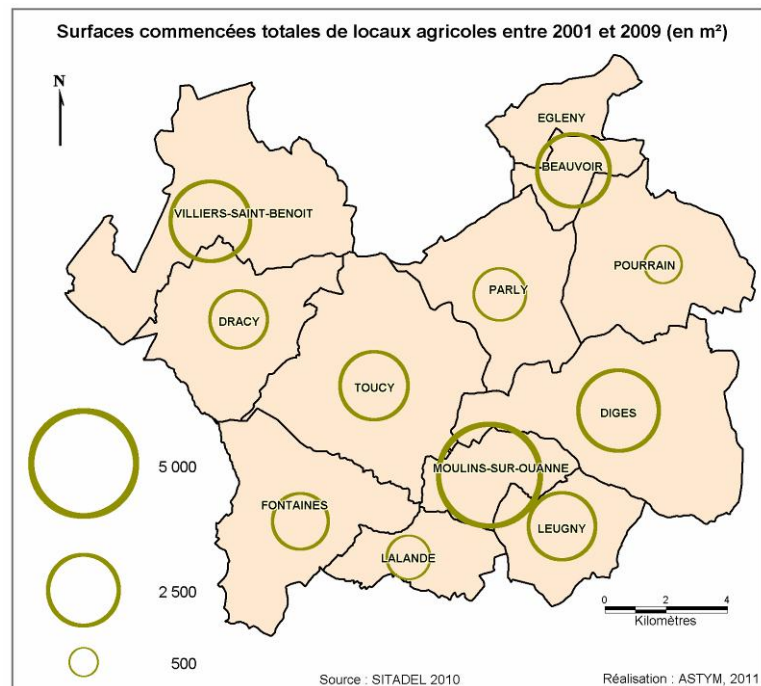 Surfaces commencées totales de locaux agricoles entre 2001 et 2009 (en m²)
N
EGLENY
BEAUVOIR
VILLIERS-SAINT-BENOIT
POURRAIN
PARLY
DRACY
TOUCY
DIGES
MOULINS-SUR-OUANNE
5 000
FONTAINES
LEUGNY
LALANDE
2 500
0 2 4
Kilomètres
500
Source : SITADEL 2010
Réalisation : ASTYM, 2011